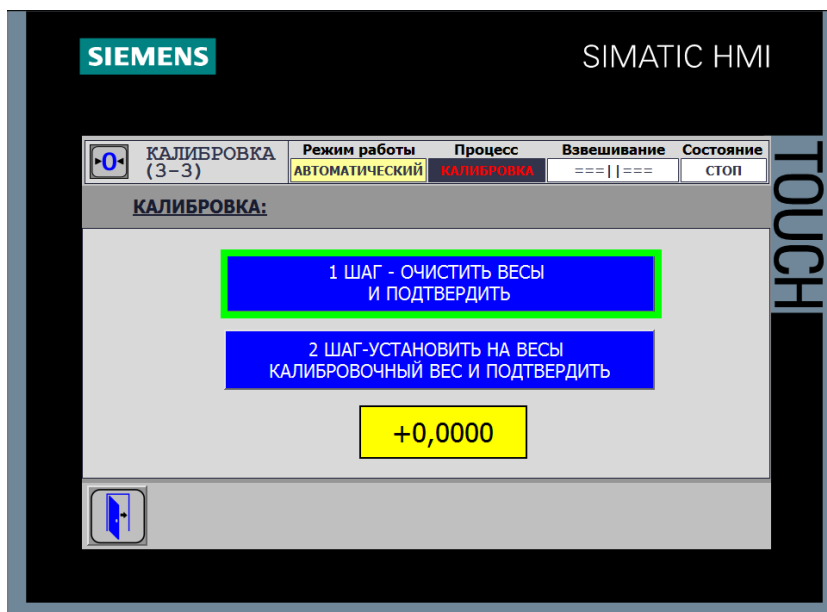 SIEMENS
SIMATIC HMI
TOUCH
0
КАЛИБРОВКА
(3-3)
Режим работы
АВТОМАТИЧЕСКИЙ
Процесс
КАЛИБРОВКА
Взвешивание
===||===
Состояние
СТОП
КАЛИБРОВКА:
1 ШАГ - ОЧИСТИТЬ ВЕСЫ
И ПОДТВЕРДИТЬ
2 ШАГ-УСТАНОВИТЬ НА ВЕСЫ
КАЛИБРОВОЧНЫЙ ВЕС И ПОДТВЕРДИТЬ
+0,0000